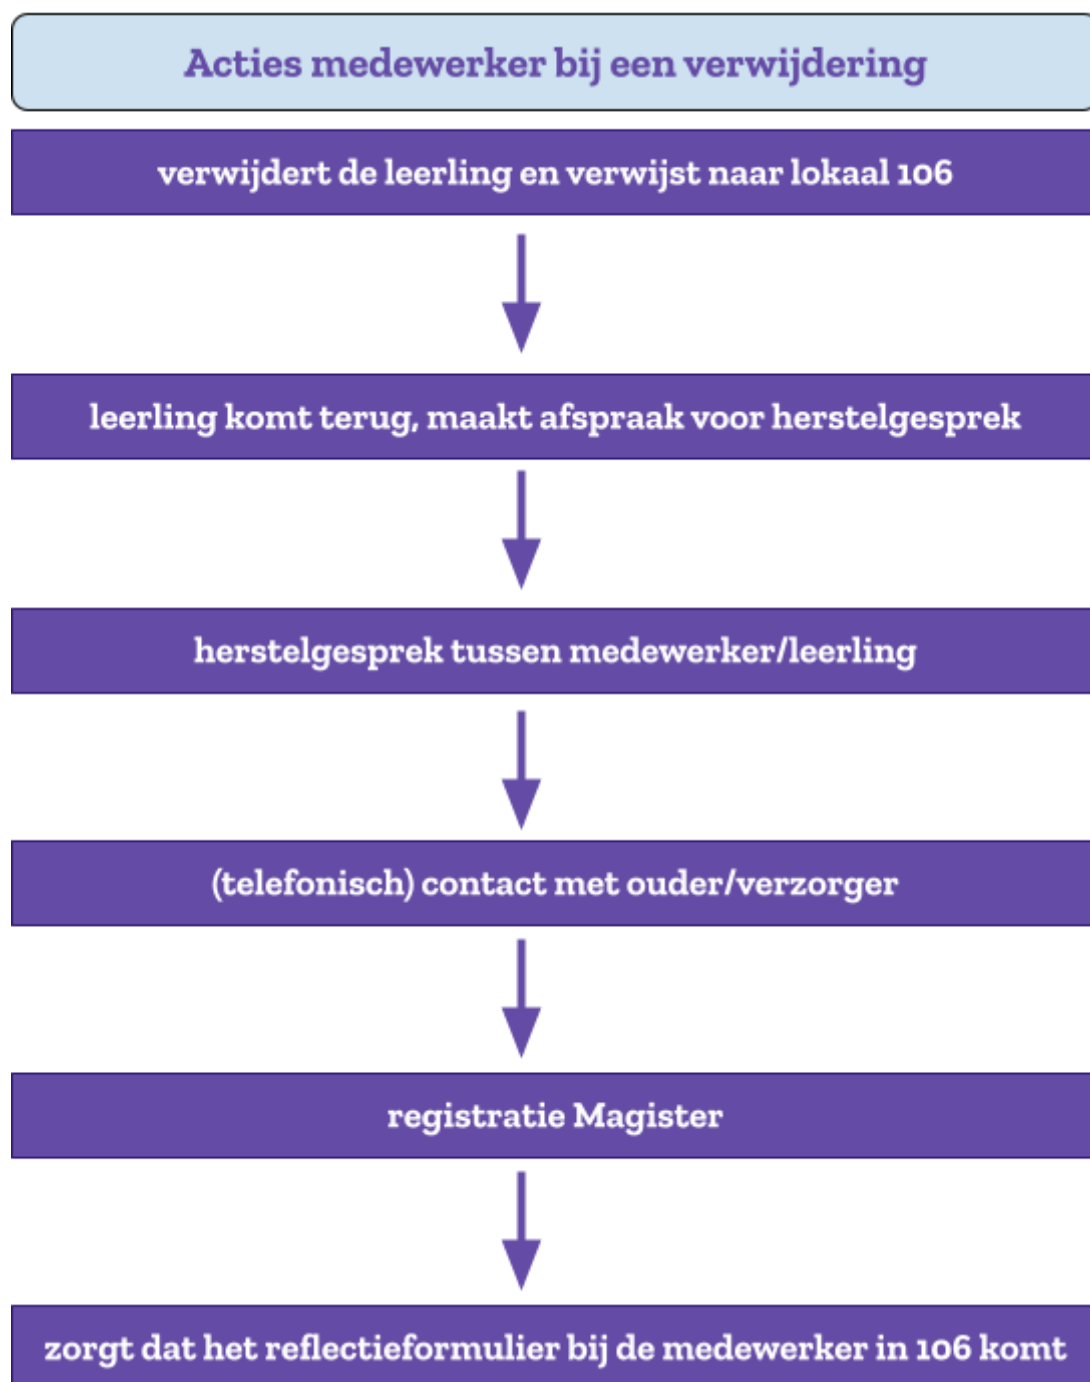 Acties medewerker bij een verwijdering
verwijdert de leerling en verwijst naar lokaal 106
leerling komt terug, maakt afspraak voor herstelgesprek
herstelgesprek tussen medewerker/leerling
(telefonisch) contact met ouder/verzorger
registratie Magister
zorgt dat het reflectieformulier bij de medewerker in 106 komt